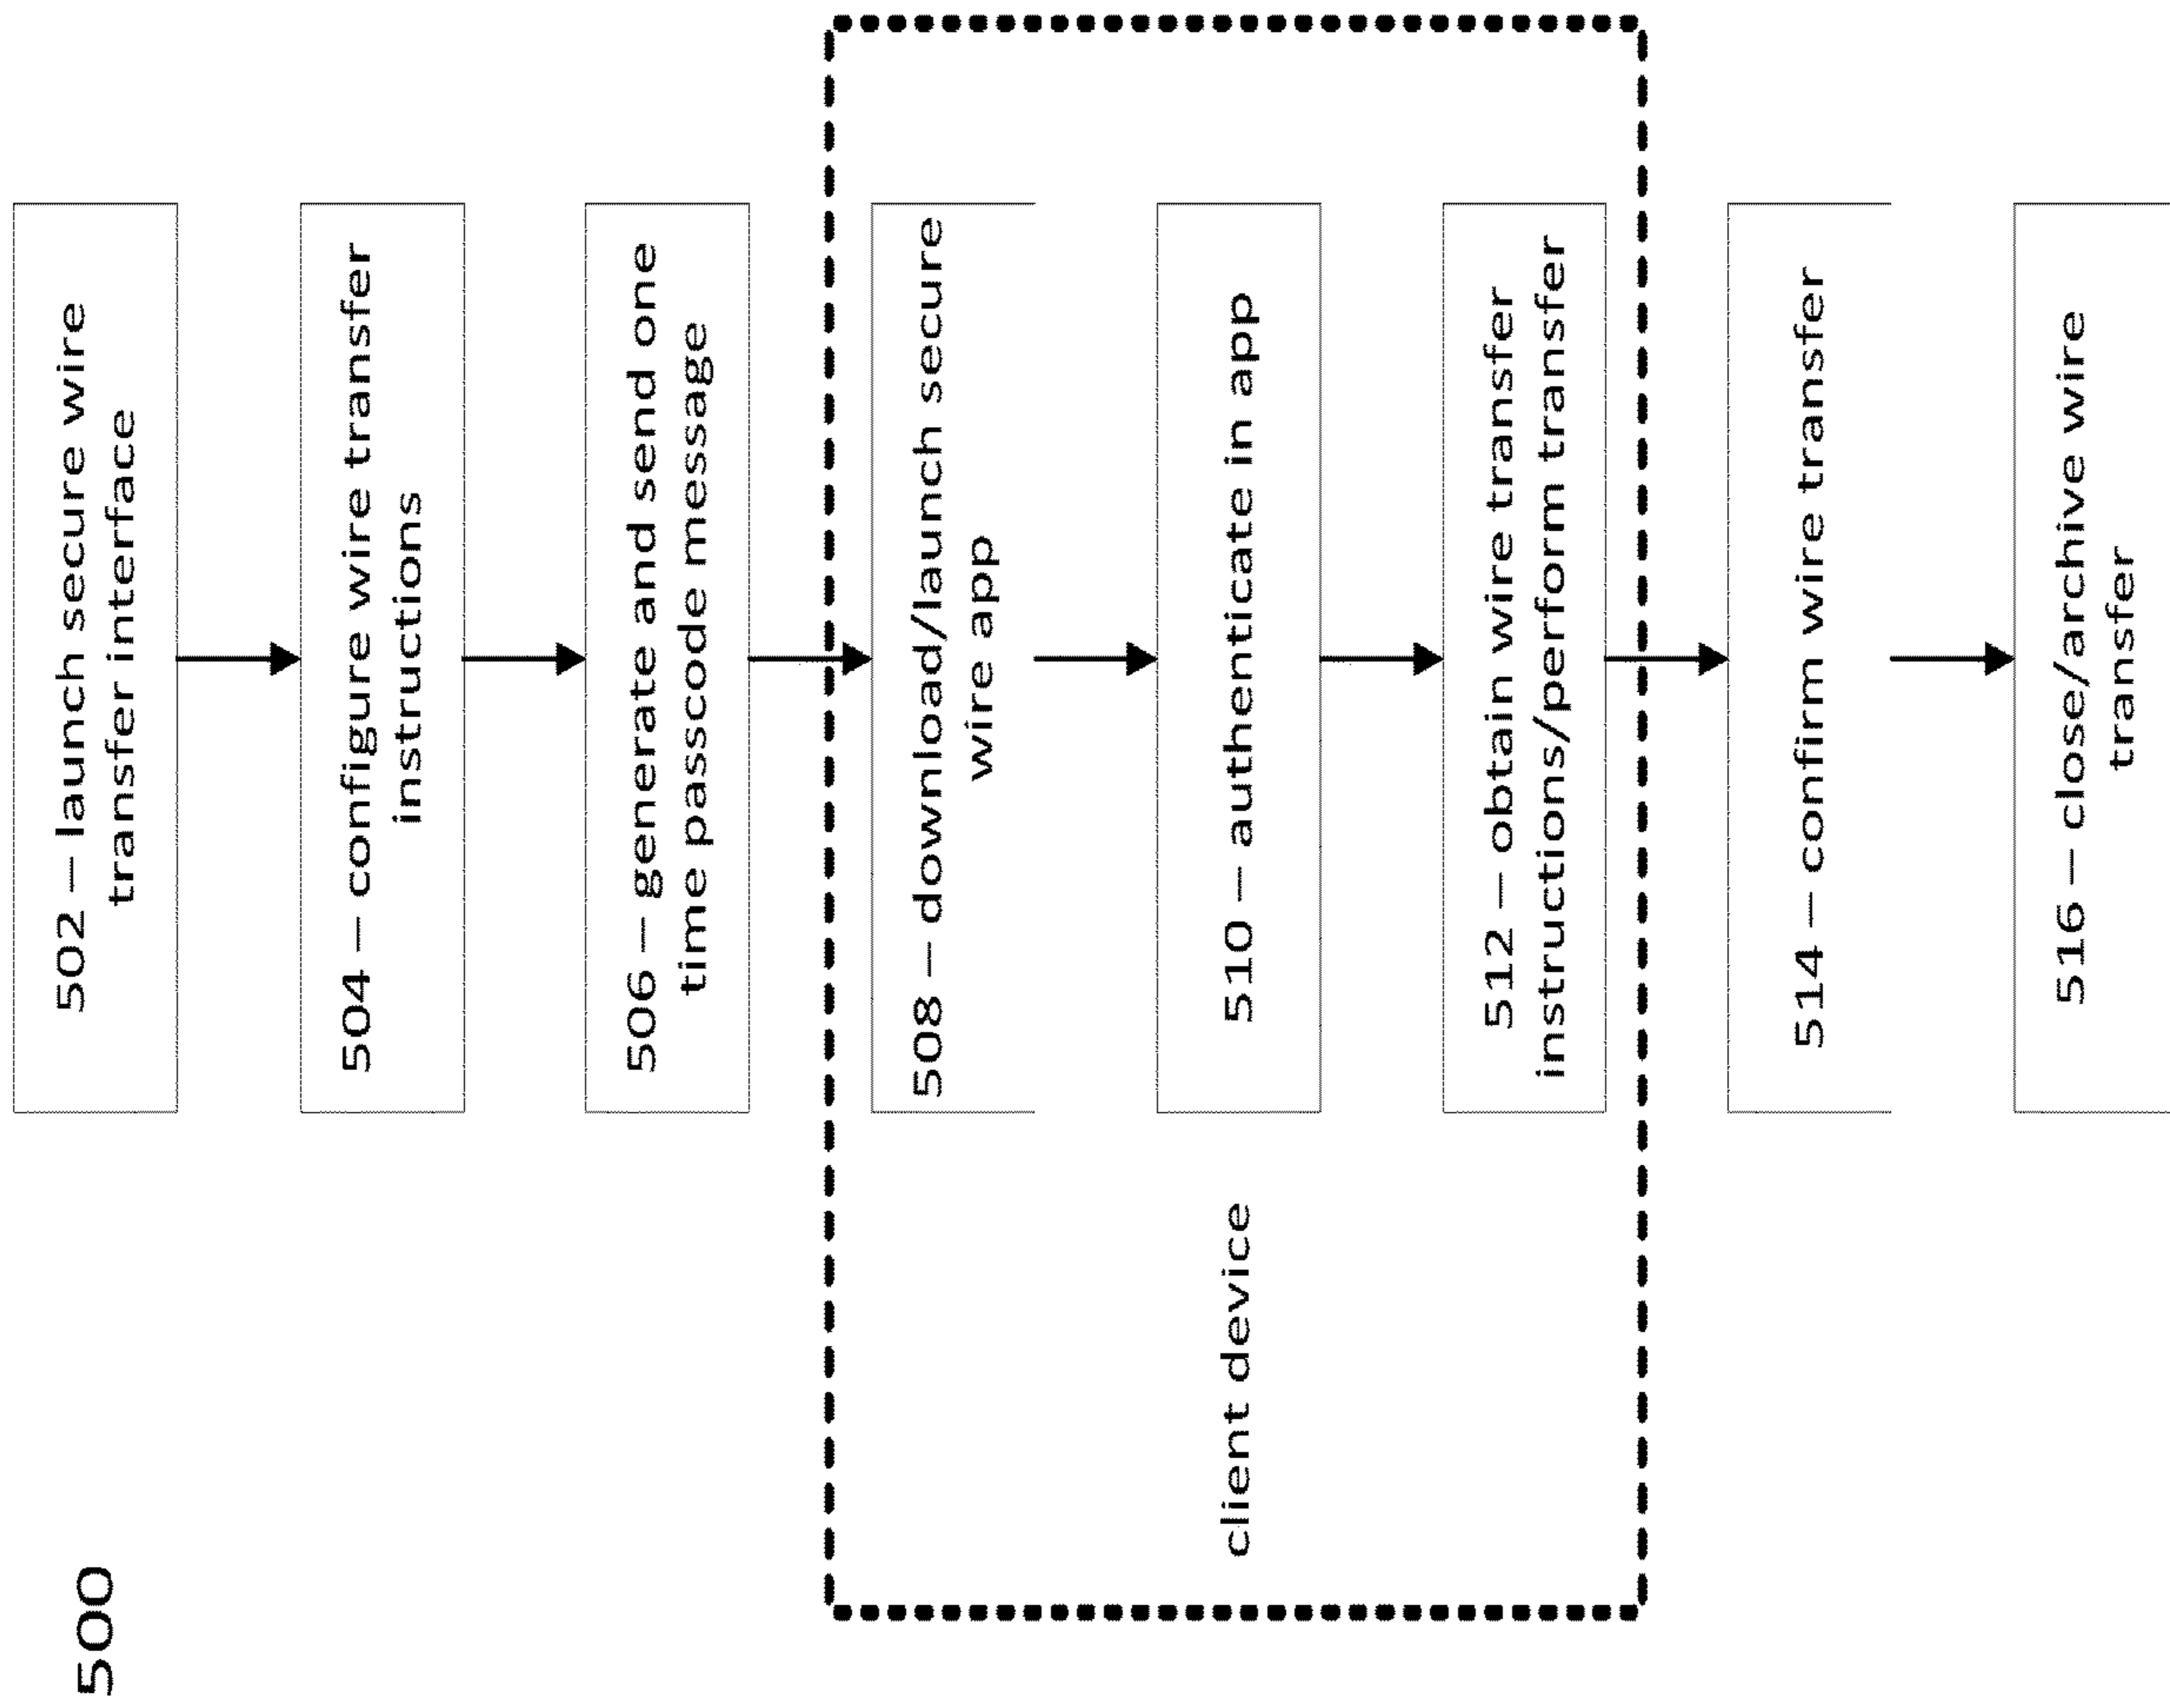 500
502 – launch secure wire
transfer interface
504 – configure wire transfer
instructions
506 – generate and send one
time passcode message
508 – download/launch secure
wire app
client device
510 – authenticate in app
512 – obtain wire transfer
instructions/perform transfer
514 – confirm wire transfer
516 – close/archive wire
transfer